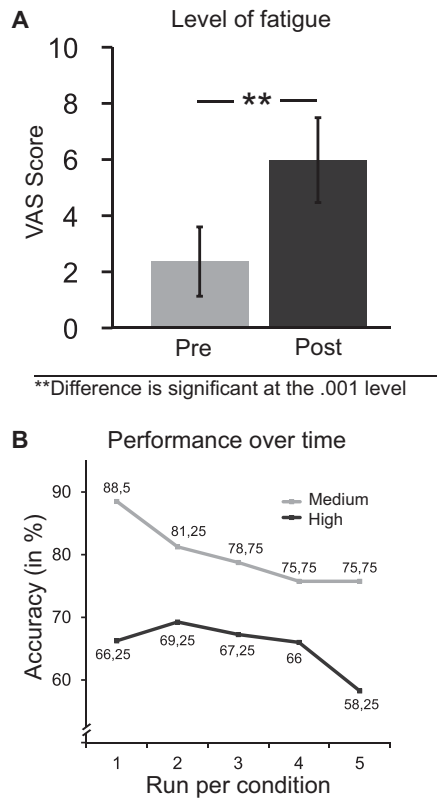 A
Level of fatigue
10
8
6
4
2
0
VAS Score
**
Pre
Post
**Difference is significant at the .001 level
B
Performance over time
Accuracy (in %)
90
80
70
60
Medium
High
88,5
81,25
78,75
75,75
75,75
66,25
69,25
67,25
66
58,25
1
2
3
4
5
Run per condition